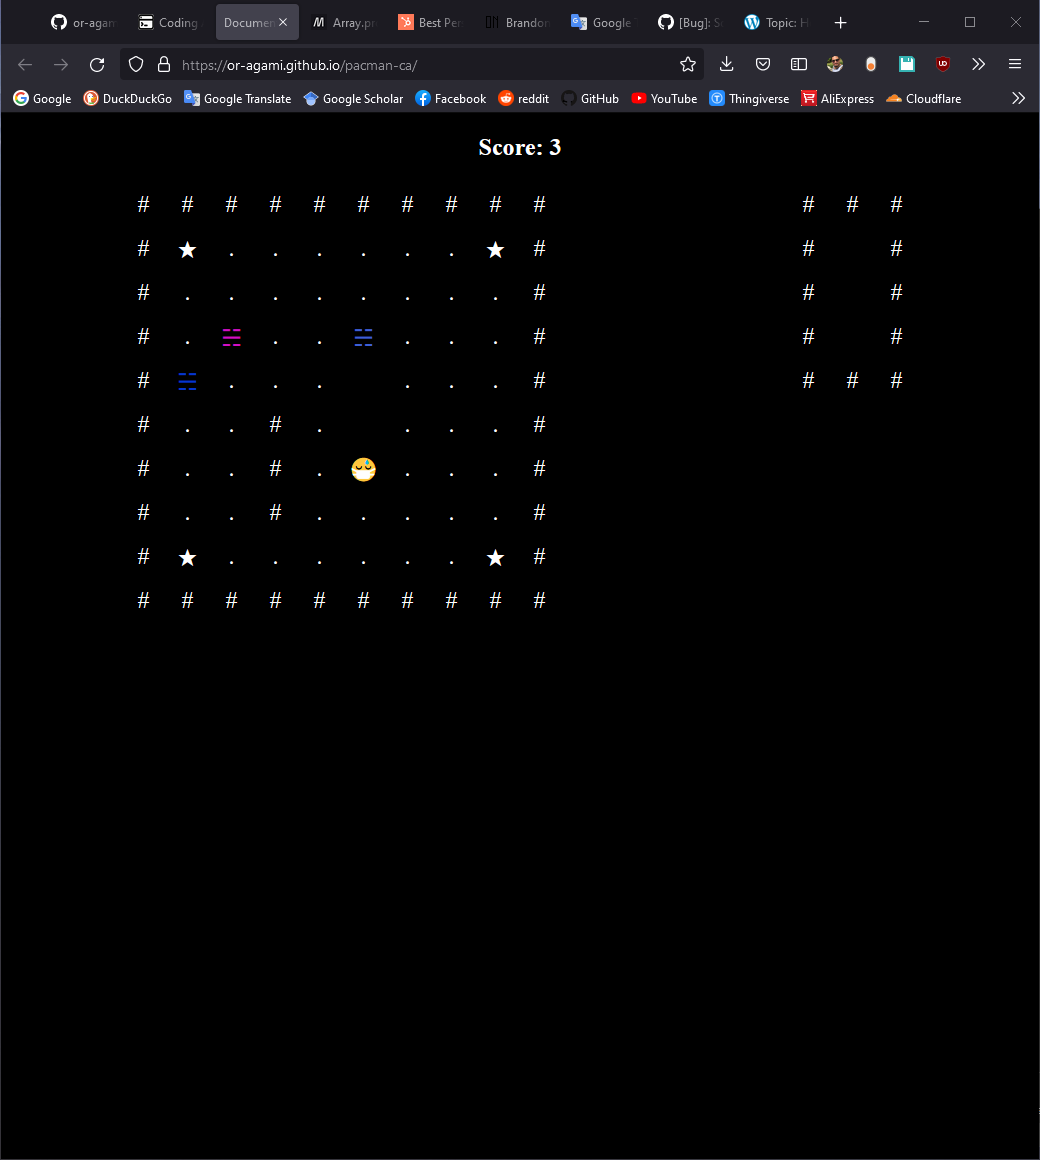 or-agam Coding Documen Array.pr Best Per Brandon Google [Bug]: S Topic: H
https://or-agami.github.io/pacman-ca/
Google DuckDuckGo Google Translate Google Scholar Facebook reddit GitHub YouTube Thingiverse AliExpress Cloudflare
Score: 3
# # # # # # # # # # # # #
# ★ . . . . . . ★ # # #
# . . . . . . . . # # #
# . ☵ . . ☵ . . . # # #
# ☵ . . . . . . # # # #
# . . # . . . . #
# . . # . 😷 . . . #
# . . # . . . . . #
# ★ . . . . . . ★ #
# # # # # # # # # #